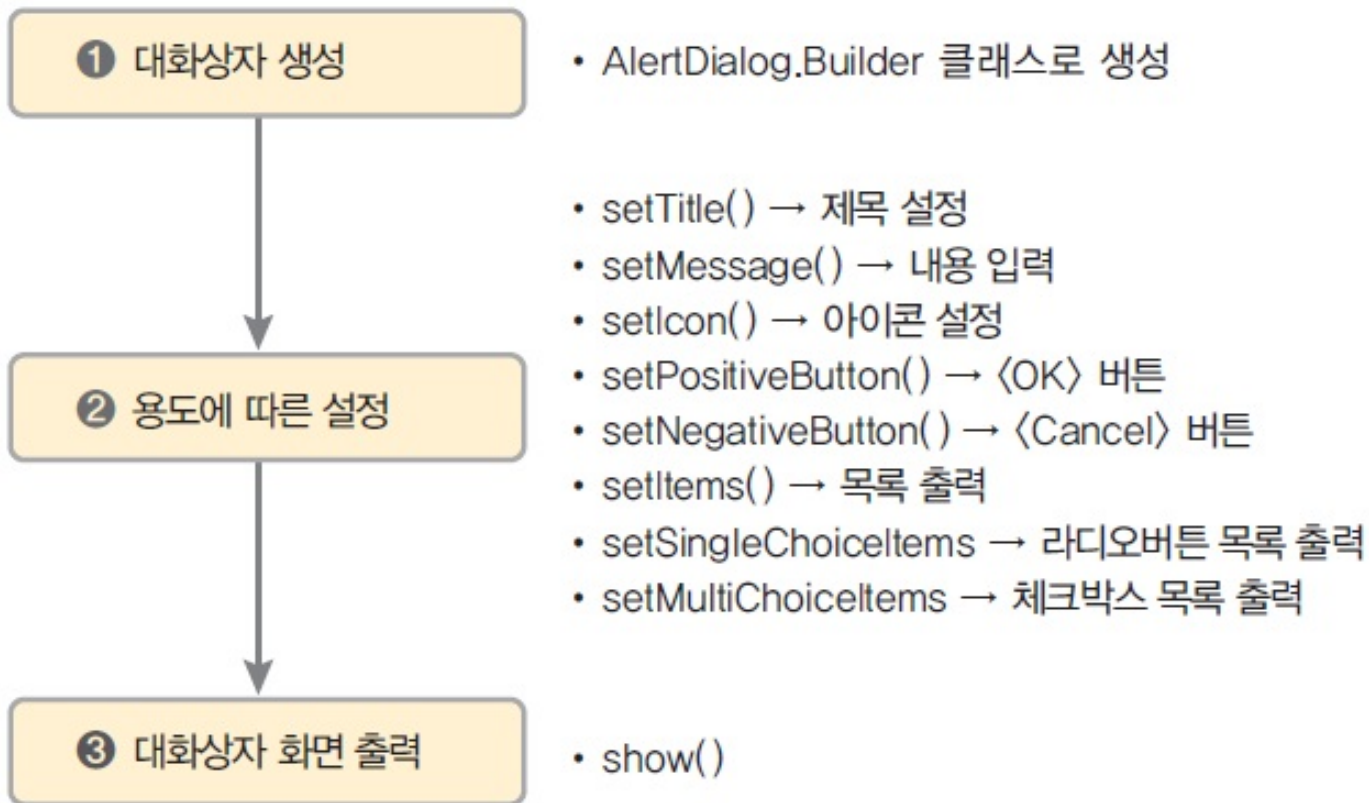 ❶ 대화상자 생성
• AlertDialog.Builder 클래스로 생성
• setTitle() → 제목 설정
• setMessage() → 내용 입력
• setIcon() → 아이콘 설정
• setPositiveButton() → 〈OK〉 버튼
❷ 용도에 따른 설정
• setNegativeButton() → 〈Cancel〉 버튼
• setItems() → 목록 출력
• setSingleChoiceItems → 라디오버튼 목록 출력
• setMultiChoiceItems → 체크박스 목록 출력
❸ 대화상자 화면 출력
• show()